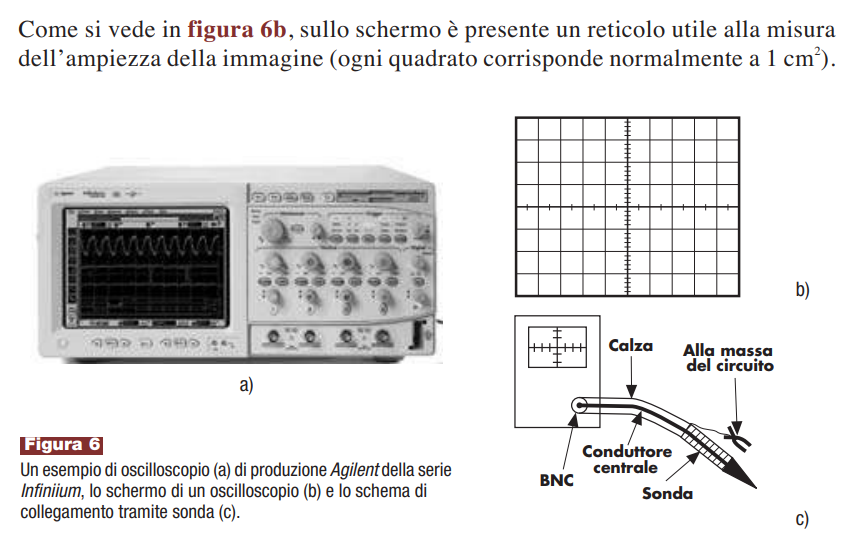 Come si vede in figura 6b, sullo schermo è presente un reticolo utile alla misura
dell'ampiezza della immagine (ogni quadrato corrisponde normalmente a 1 cm²).
a)
b)
Calza
Alla massa
del circuito
Conduttore
centrale
BNC
Sonda
c)
Figura 6
Un esempio di oscilloscopio (a) di produzione Agilent della serie
Infiniium, lo schermo di un oscilloscopio (b) e lo schema di
collegamento tramite sonda (c).